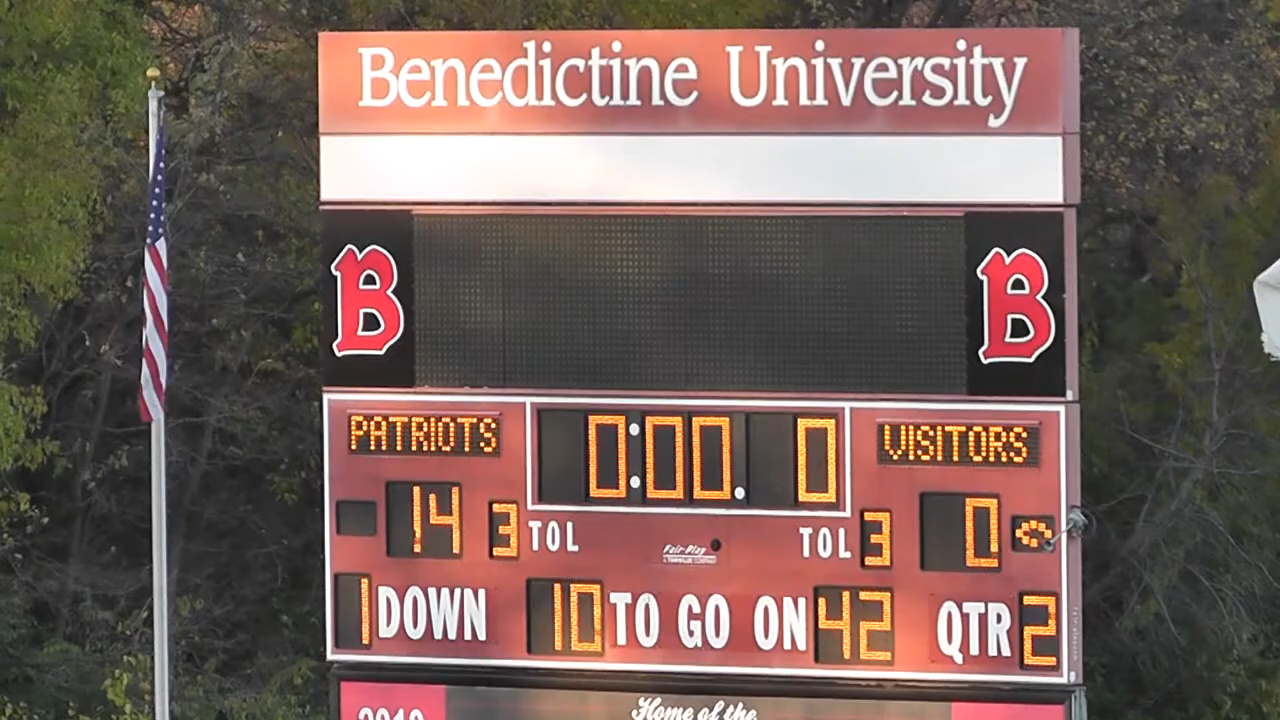 Benedictine University
B B
PATRIOTS 0:00.0 VISITORS
14 3 TOL TOL 3 0
Fair-Play
1 DOWN 10 TO GO ON 42 QTR 2
Home of the